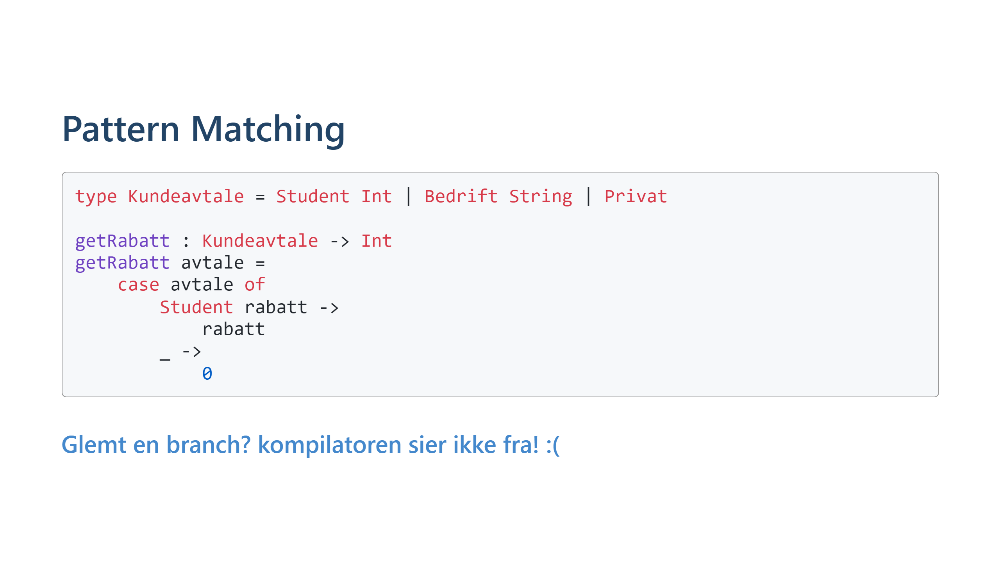 Pattern Matching
type Kundeavtale = Student Int | Bedrift String | Privat
getRabatt : Kundeavtale -> Int
getRabatt avtale =
    case avtale of
        Student rabatt ->
            rabatt
        _ ->
            0
Glemt en branch? kompilatoren sier ikke fra! :(